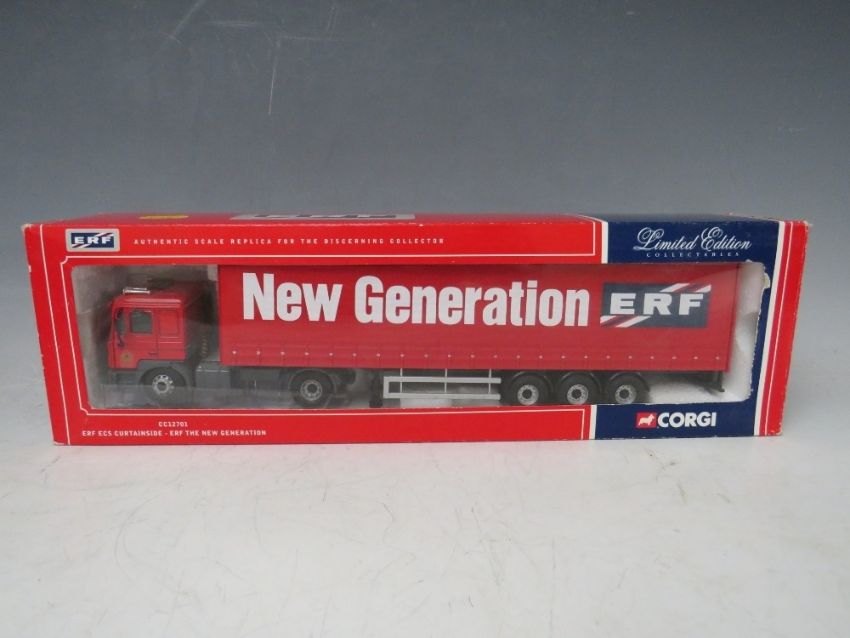 ERF
AUTHENTIC SCALE REPLICA FOR THE DISCERNING COLLECTOR
Limited Edition
COLLECTABLES
New Generation ERF
CC12701
ERF ECS CURTAINSIDE - ERF THE NEW GENERATION
CORGI